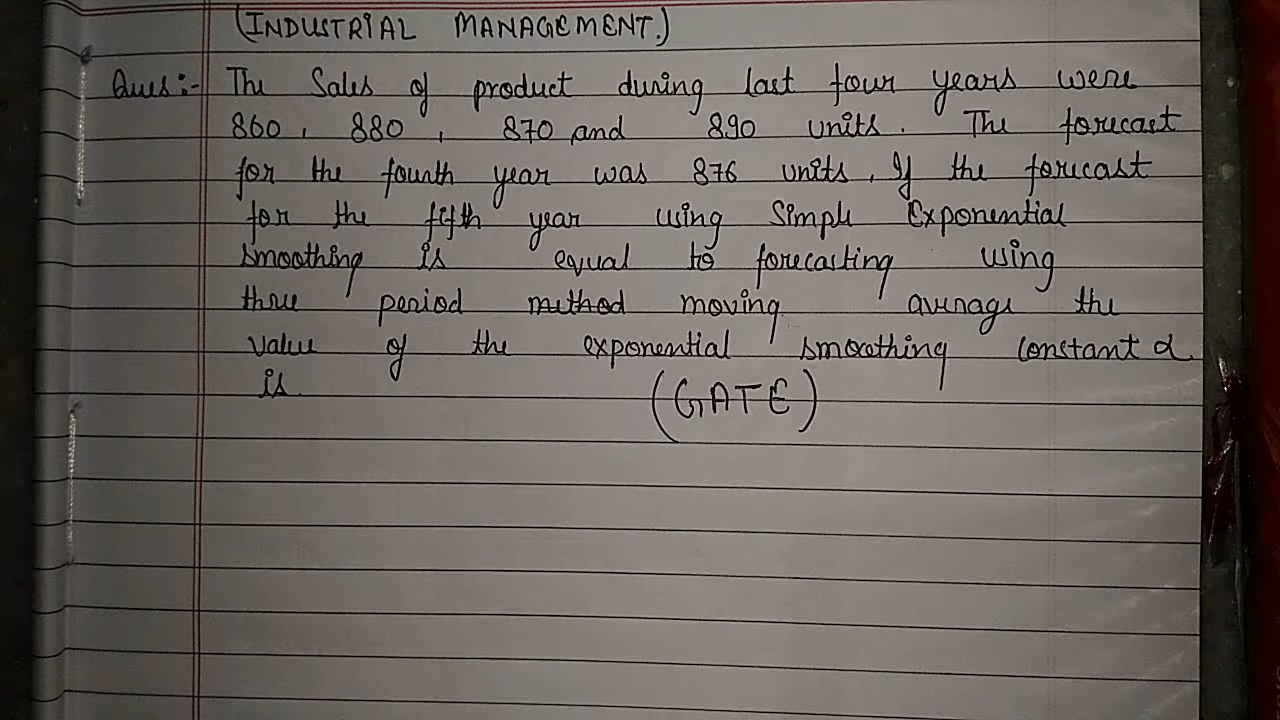 (INDUSTRIAL MANAGEMENT.)
Ques:- The Sales of product during last four years were
860, 880, 870 and 890 units. The forecast
for the fourth year was 876 units, If the forecast
for the fifth year using Simple Exponential
smoothing is equal to forecasting using
three period method moving average the
value of the exponential smoothing constant α
is.
(GATE)